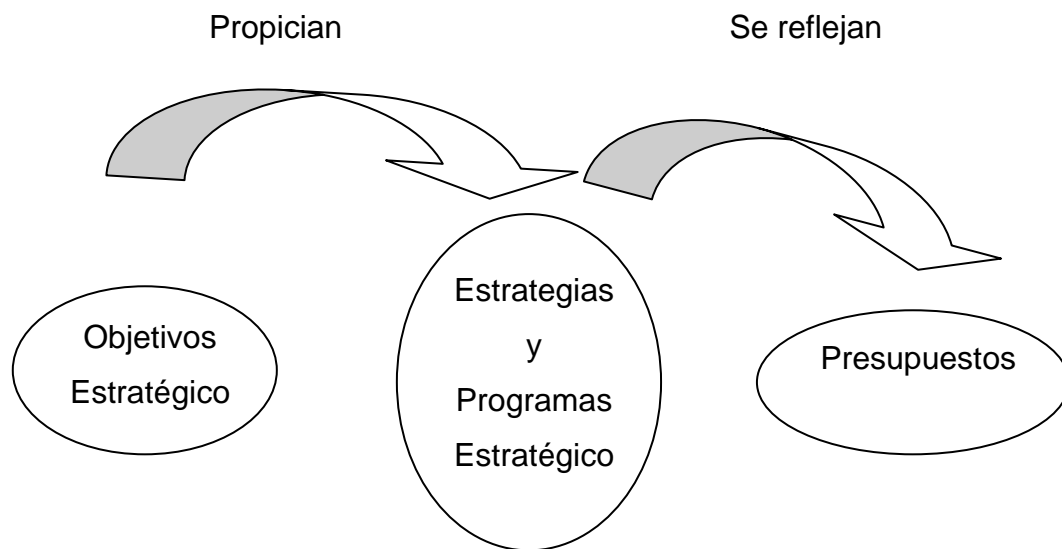 Propician
Se reflejan
Objetivos
Estratégico
Estrategias
y
Programas
Estratégico
Presupuestos